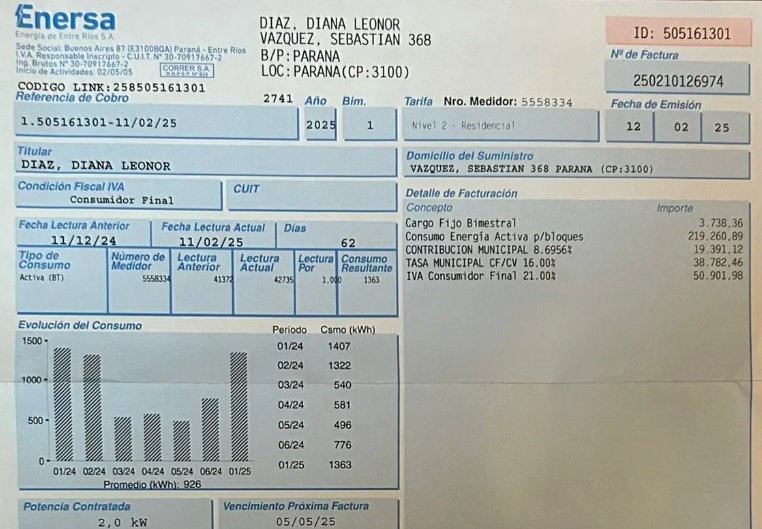 Enersa
Energía de Entre Ríos S.A.
Sede Social: Buenos Aires 87 (E3100BQA) Paraná - Entre Ríos
I.V.A. Responsable Inscripto - C.U.I.T. N° 30-70917667-2
Ing. Brutos N° 30-70917667-2
Inicio de Actividades: 02/05/05
CORRER S.A.
CODIGO LINK:258505161301
DIAZ, DIANA LEONOR
VAZQUEZ, SEBASTIAN 368
B/P:PARANA
LOC:PARANA(CP:3100)
ID: 505161301
Nº de Factura
250210126974
Referencia de Cobro
1.505161301-11/02/25
2741
Año
2025
Bim.
1
Tarifa Nro. Medidor: 5558334
Nivel 2 - Residencial
Fecha de Emisión
12 02 25
Titular
DIAZ, DIANA LEONOR
Domicilio del Suministro
VAZQUEZ, SEBASTIAN 368 PARANA (CP:3100)
Condición Fiscal IVA
Consumidor Final
CUIT
Fecha Lectura Anterior Fecha Lectura Actual Días
11/12/24 11/02/25 62
Tipo de Consumo Número de Medidor Lectura Anterior Lectura Actual Lectura Por Consumo Resultante
Activa (BT) 5558334 41372 42735 1.000 1363
Detalle de Facturación
Concepto Importe
Cargo Fijo Bimestral 3.738,36
Consumo Energía Activa p/bloques 219.260,89
CONTRIBUCION MUNICIPAL 8.6956% 19.391,12
TASA MUNICIPAL CF/CV 16.00% 38.782,46
IVA Consumidor Final 21.00% 50.901,98
Evolución del Consumo
1500
1000
500
0
01/24 02/24 03/24 04/24 05/24 06/24 01/25
Promedio (kWh): 926
Período Csmo (kWh)
01/24 1407
02/24 1322
03/24 540
04/24 581
05/24 496
06/24 776
01/25 1363
Potencia Contratada
2,0 kW
Vencimiento Próxima Factura
05/05/25